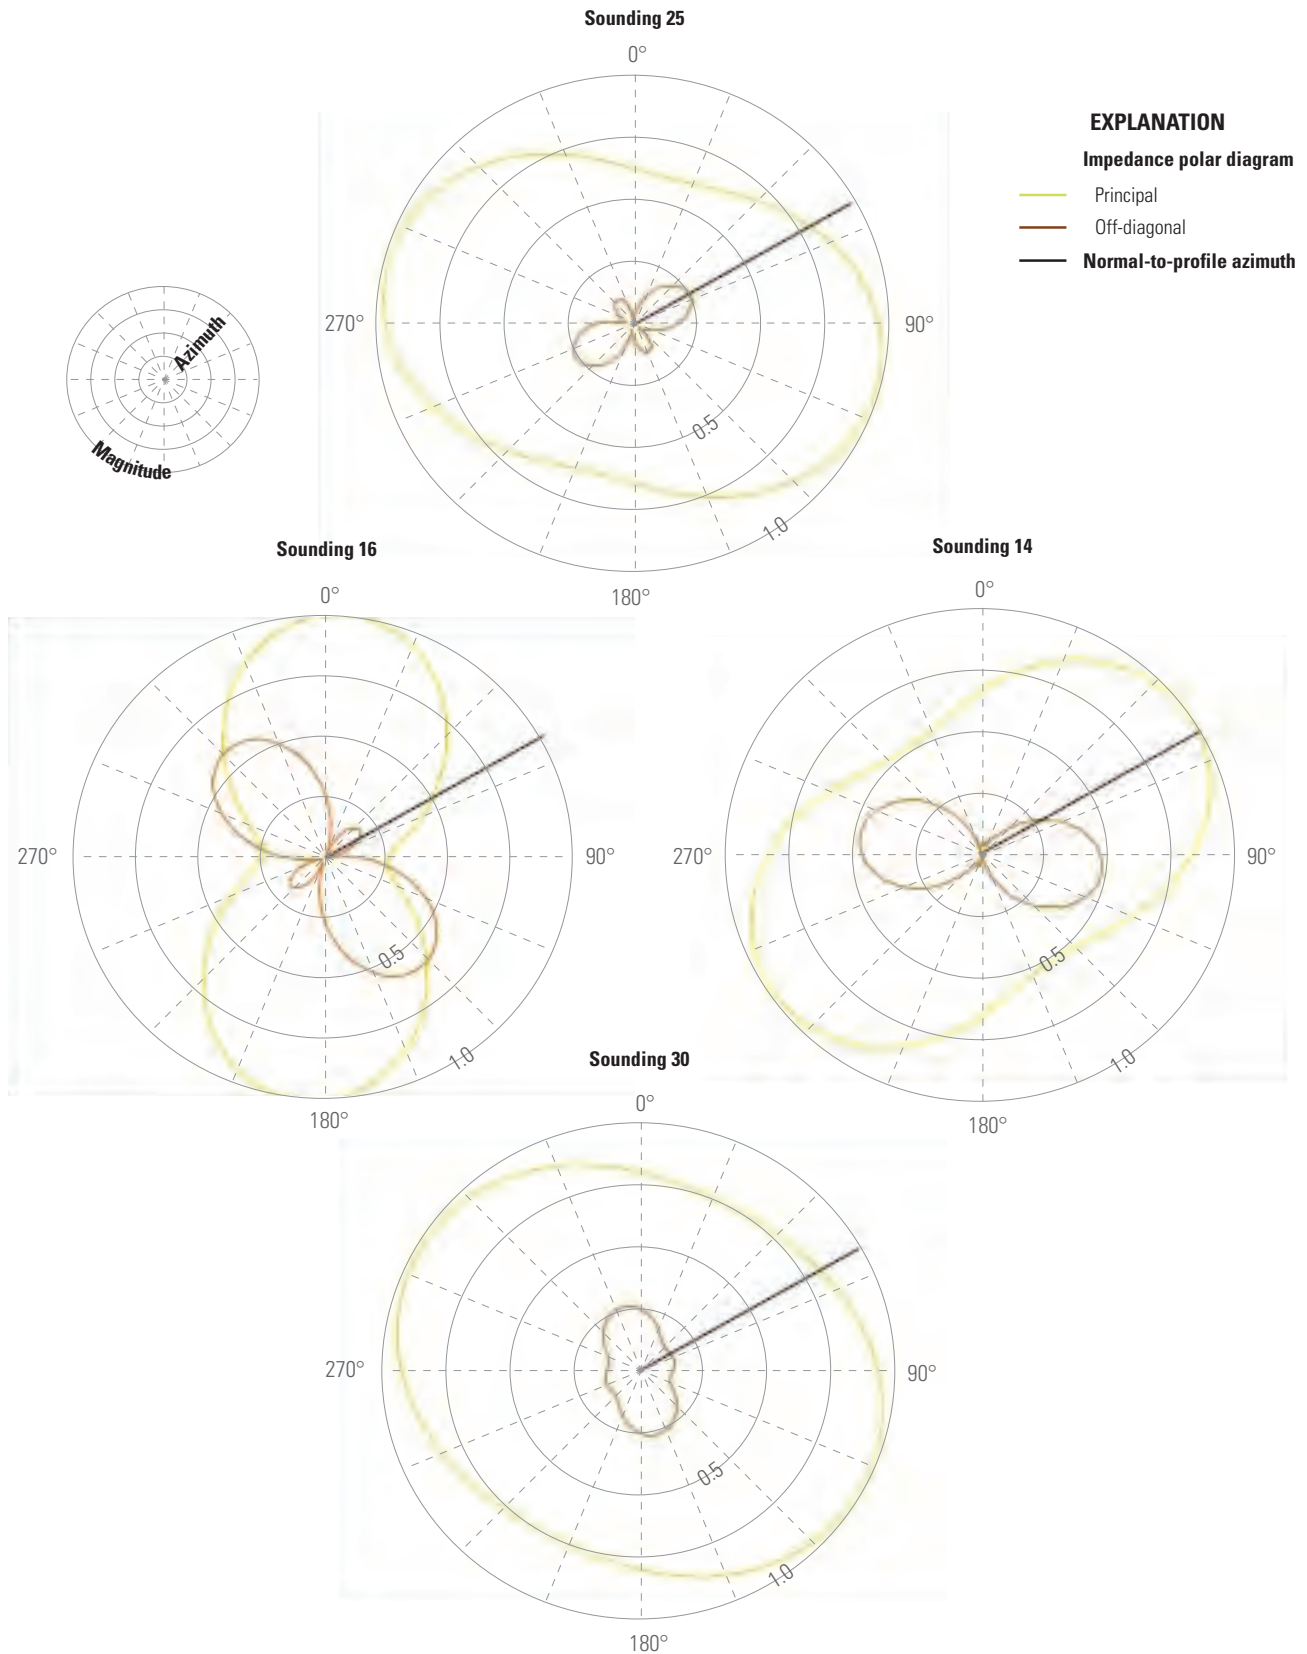 Sounding 25
0°
EXPLANATION
Impedance polar diagram
Principal
Off-diagonal
Normal-to-profile azimuth
Azimuth
Magnitude
270°
90°
0.5
1.0
180°
Sounding 16
0°
270°
90°
0.5
1.0
180°
Sounding 14
0°
270°
90°
0.5
1.0
180°
Sounding 30
0°
270°
90°
0.5
1.0
180°